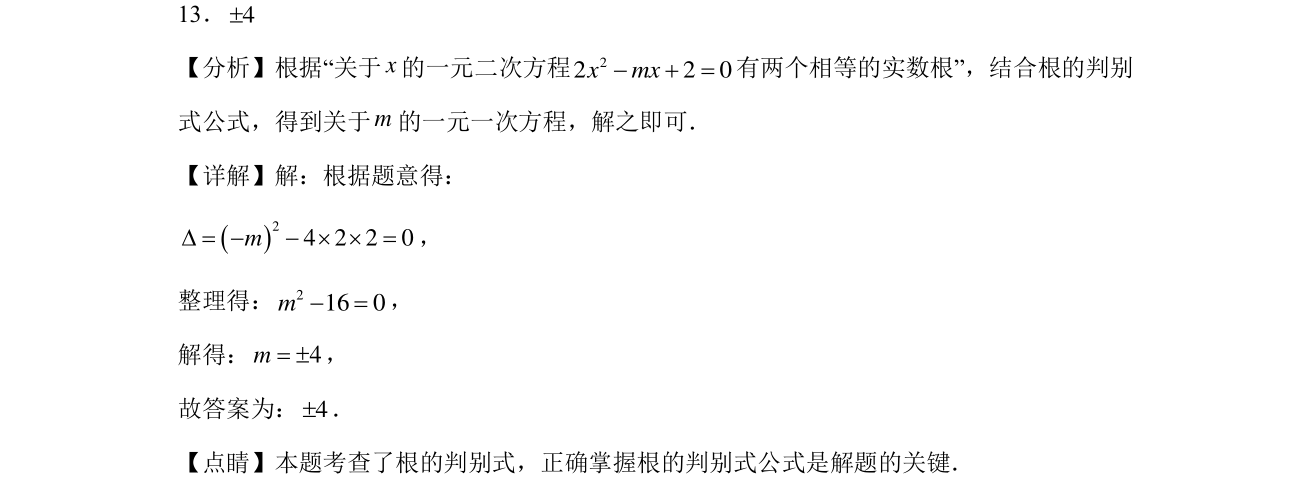 13． ±4
【分析】根据“关于 x 的一元二次方程 2x² − mx + 2 = 0 有两个相等的实数根”，结合根的判别
式公式，得到关于 m 的一元一次方程，解之即可．
【详解】解：根据题意得：
Δ = (−m)² − 4×2×2 = 0，
整理得：m² −16 = 0，
解得：m = ±4，
故答案为：±4．
【点睛】本题考查了根的判别式，正确掌握根的判别式公式是解题的关键．